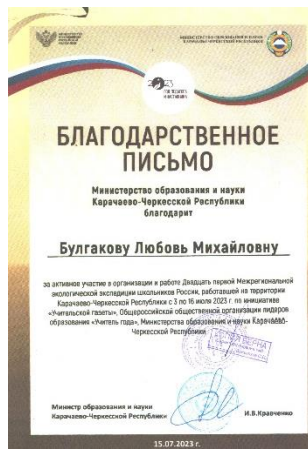 БЛАГОДАРСТВЕННОЕ
ПИСЬМО
Министерство образования и науки
Карачаево-Черкесской Республики
благодарит
Булгакову Любовь Михайловну
за активное участие в организации и работе Двадцать первой Межрегиональной
экологической экспедиции школьников России, работавшей на территории
Карачаево-Черкесской Республики с 3 по 16 июля 2023 г. по инициативе
«Учительской газеты», Общероссийской общественной организации лидеров
образования «Учитель года», Министерства образования и науки Карачаево-
Черкесской Республики
Министр образования и науки
Карачаево-Черкесской Республики
И.В.Кравченко
15.07.2023 г.